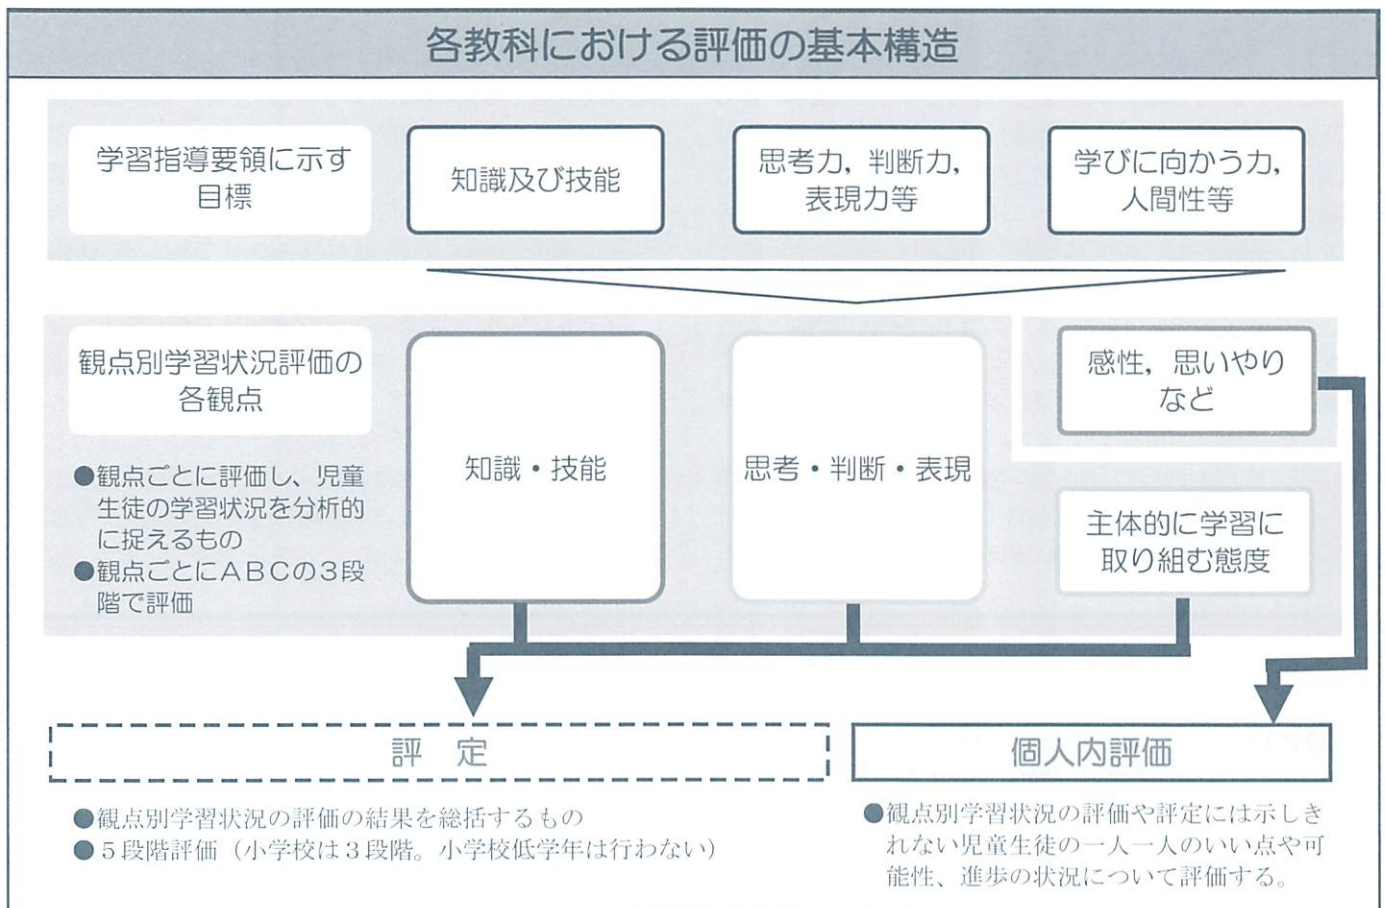 各教科における評価の基本構造
学習指導要領に示す
目標
知識及び技能
思考力，判断力，
表現力等
学びに向かう力，
人間性等
観点別学習状況評価の
各観点
●観点ごとに評価し、児童
生徒の学習状況を分析的
に捉えるもの
●観点ごとにＡＢＣの３段
階で評価
知識・技能
思考・判断・表現
感性，思いやり
など
主体的に学習に
取り組む態度
評　定
●観点別学習状況の評価の結果を総括するもの
●５段階評価（小学校は３段階。小学校低学年は行わない）
個人内評価
●観点別学習状況の評価や評定には示しき
れない児童生徒の一人一人のいい点や可
能性、進歩の状況について評価する。